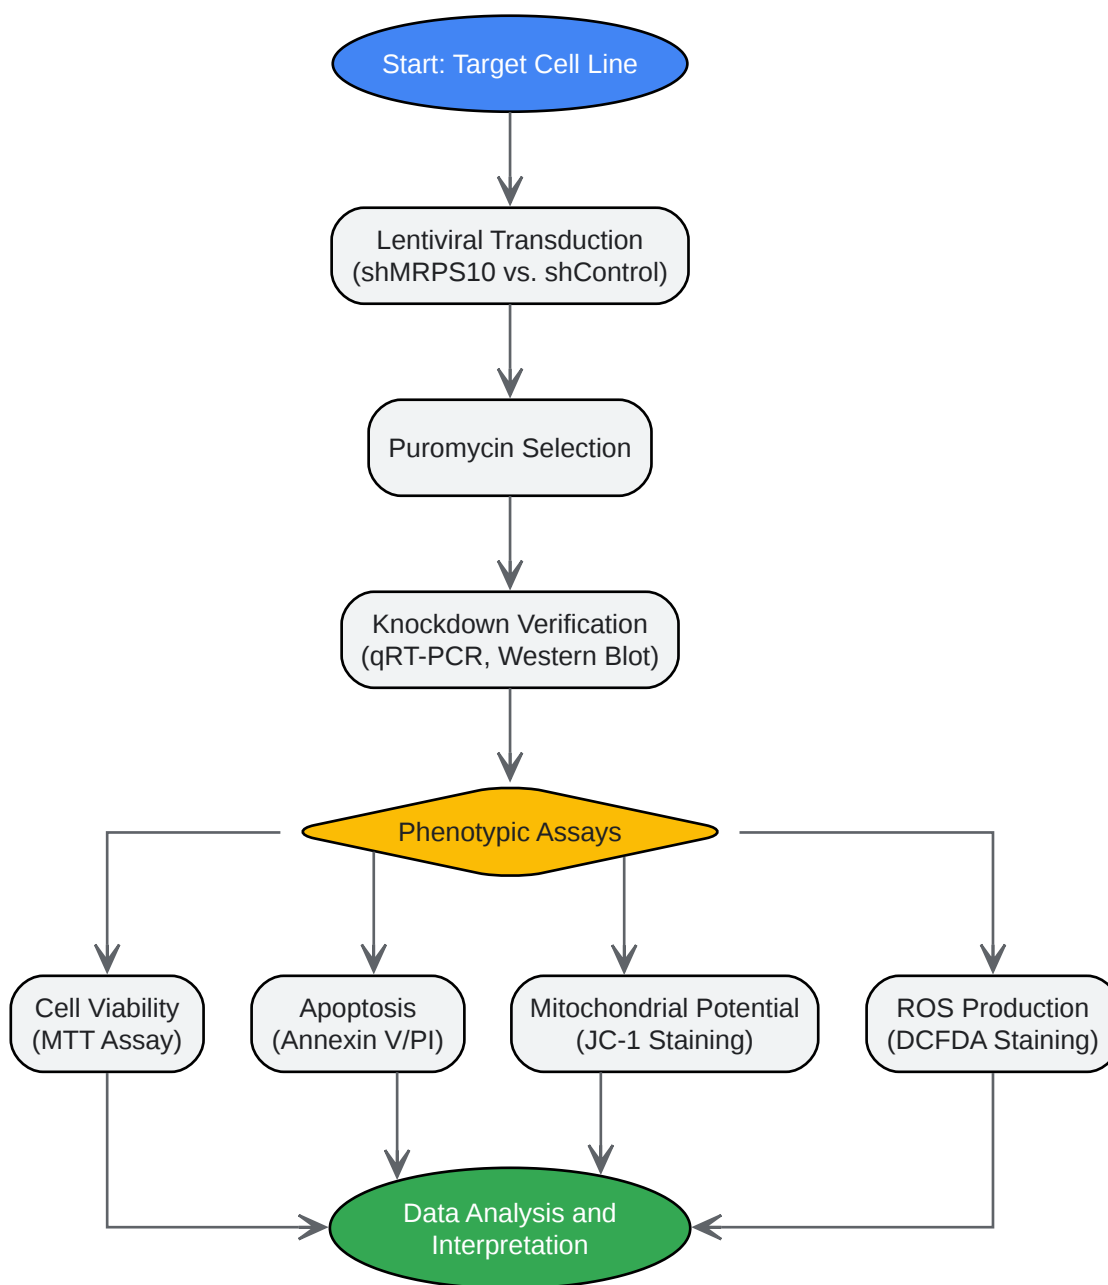 Start: Target Cell Line
Lentiviral Transduction
(shMRPS10 vs. shControl)
Puromycin Selection
Knockdown Verification
(qRT-PCR, Western Blot)
Phenotypic Assays
Cell Viability
(MTT Assay)
Apoptosis
(Annexin V/PI)
Mitochondrial Potential
(JC-1 Staining)
ROS Production
(DCFDA Staining)
Data Analysis and
Interpretation